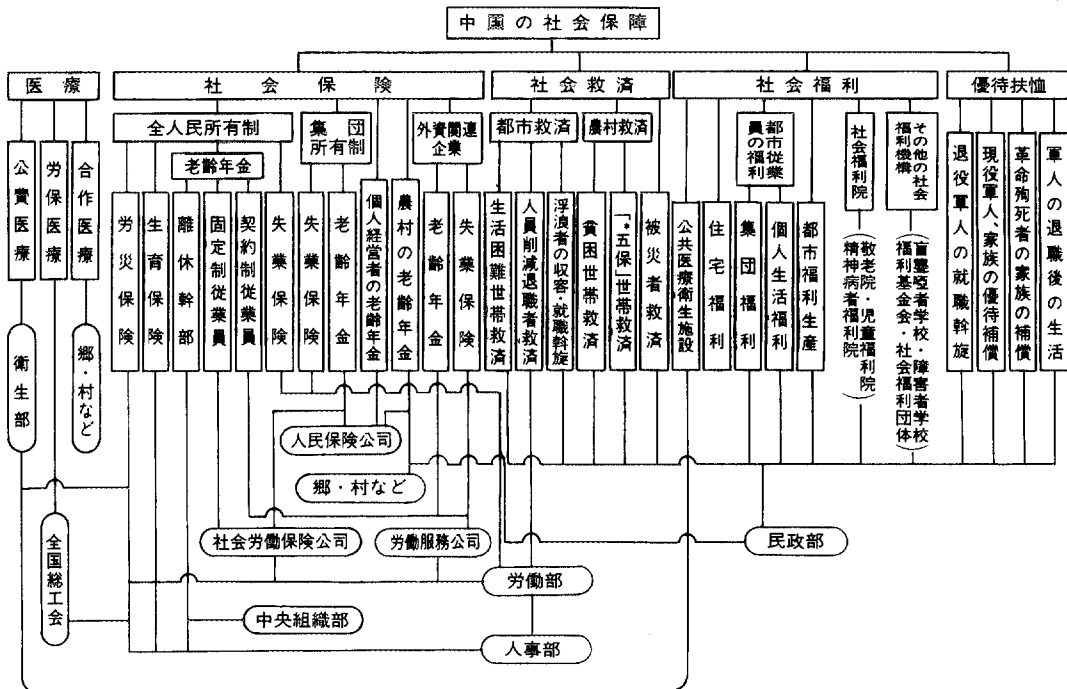 中国の社会保障
医療
社会保険
社会救済
社会福利
優待扶恤
全人民所有制
集団
所有制
外資関連
企業
都市救済
農村救済
都市従業
員の福利
社会福利院
その他の社会
福利機構
老齢年金
公費医療
労保医療
合作医療
労災保険
生育保険
離休幹部
固定制従業員
契約制従業員
失業保険
失業保険
老齢年金
個人経営者の老齢年金
農村の老齢年金
老齢年金
失業保険
生活困難世帯救済
人員削減退職者救済
浮浪者の収客・就職斡旋
貧困世帯救済
「*五保」世帯救済
被災者救済
公共医療衛生施設
住宅福利
集団福利
個人生活福利
都市福利生産
(敬老院・児童福利院
精神病者福利院)
(盲聾啞者学校・障害者学校
福利基金会・社会福利団体)
退役軍人の就職斡旋
現役軍人、家族の優待補償
革命殉死者の家族の補償
軍人の退職後の生活
衛生部
郷・村など
人民保険公司
郷・村など
全国総工会
社会労働保険公司
労働服務公司
民政部
労働部
中央組織部
人事部